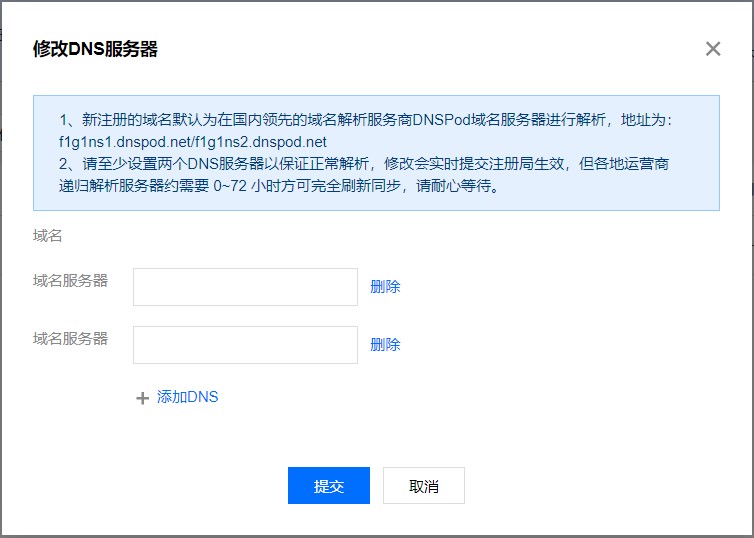 修改DNS服务器
1、新注册的域名默认为在国内领先的域名解析服务商DNSPod域名服务器进行解析，地址为：
f1g1ns1.dnspod.net/f1g1ns2.dnspod.net
2、请至少设置两个DNS服务器以保证正常解析，修改会实时提交注册局生效，但各地运营商
递归解析服务器约需要 0~72 小时方可完全刷新同步，请耐心等待。
域名
域名服务器 删除
域名服务器 删除
添加DNS
提交 取消